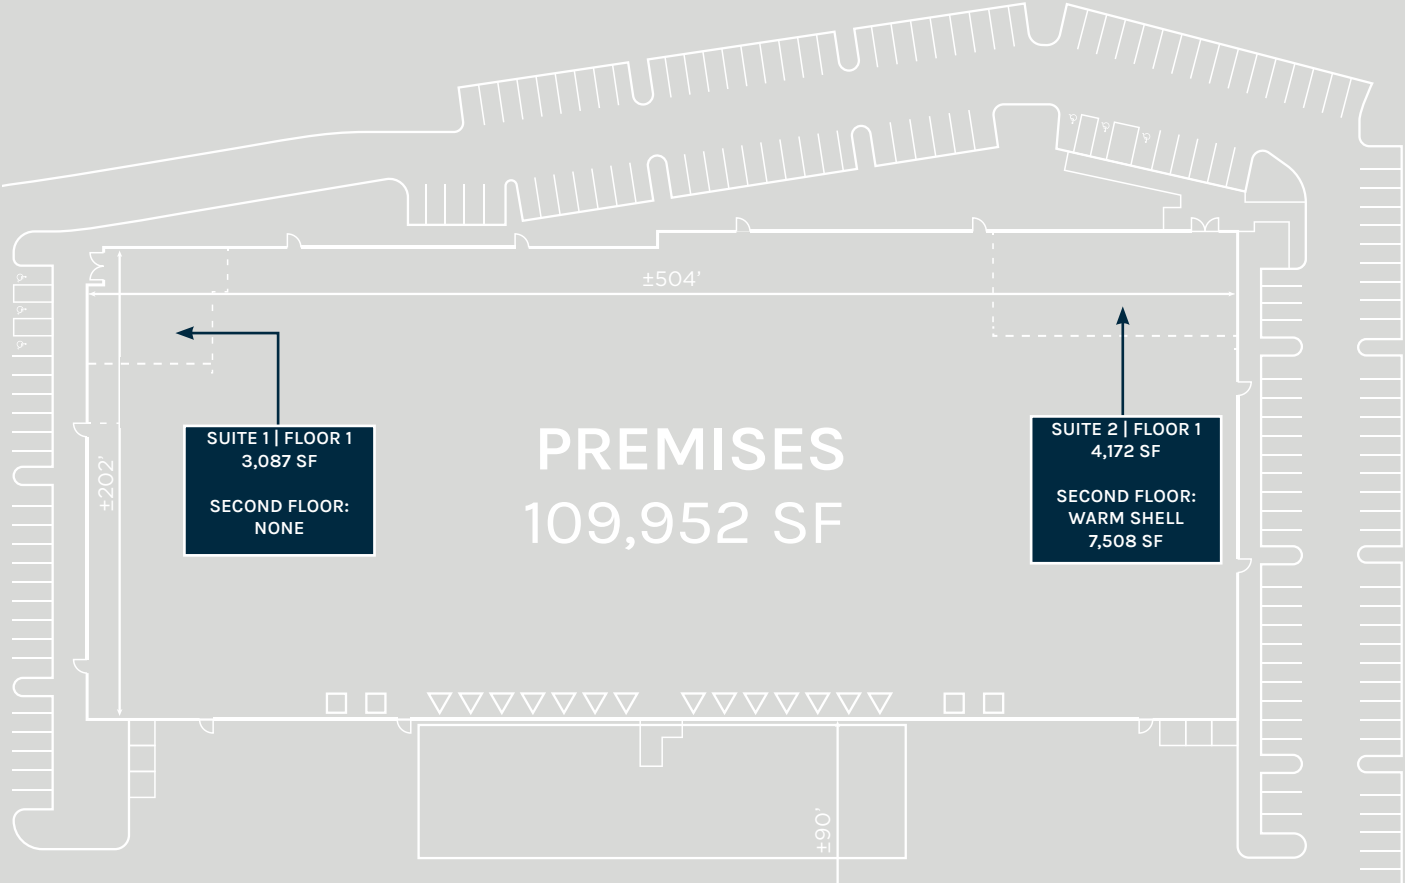 ±504'
PREMISES
109,952 SF
SUITE 1 | FLOOR 1
3,087 SF
SECOND FLOOR:
NONE
SUITE 2 | FLOOR 1
4,172 SF
SECOND FLOOR:
WARM SHELL
7,508 SF
±202'
±90'